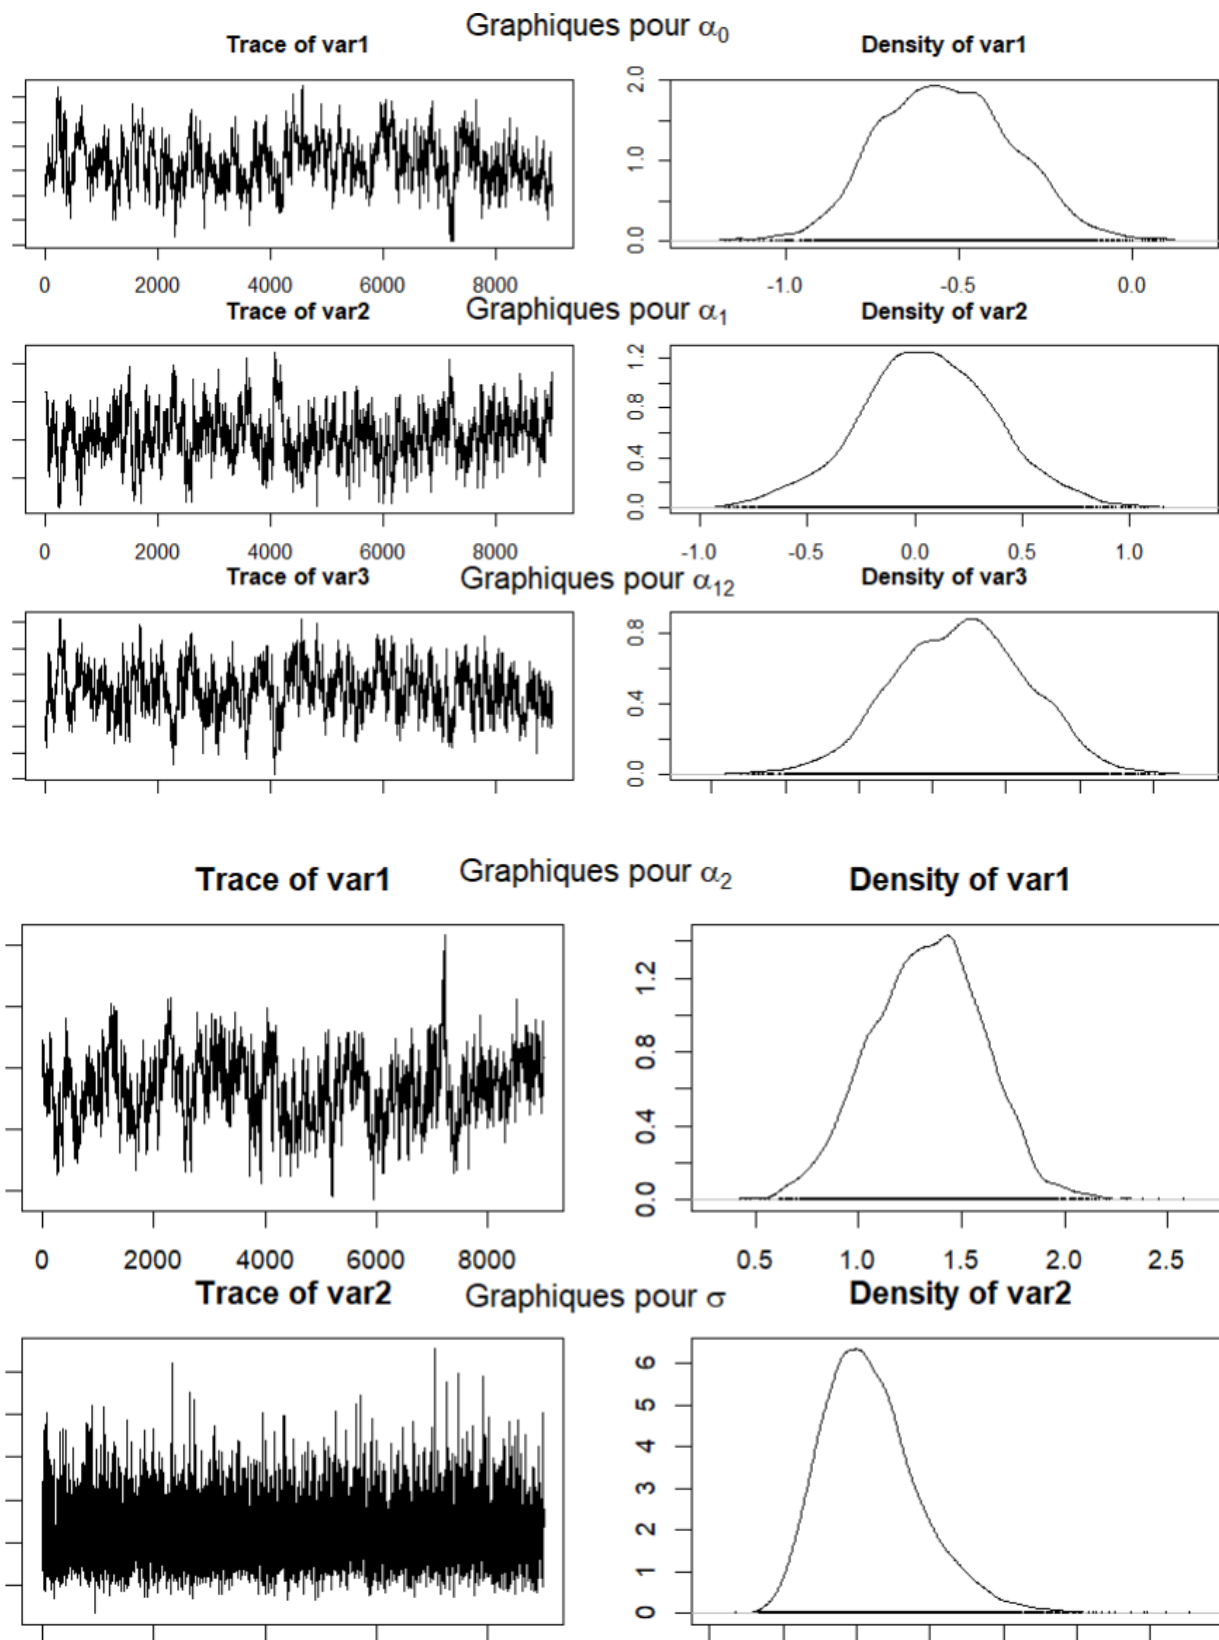 Graphiques pour α0
Trace of var1 Density of var1
2.0
1.0
0.0
0 2000 4000 6000 8000 -1.0 -0.5 0.0
Graphiques pour α1
Trace of var2 Density of var2
1.2
0.8
0.4
0.0
0 2000 4000 6000 8000 -1.0 -0.5 0.0 0.5 1.0
Graphiques pour α12
Trace of var3 Density of var3
0.8
0.4
0.0
Graphiques pour α2
Trace of var1 Density of var1
1.2
0.8
0.4
0.0
0 2000 4000 6000 8000 0.5 1.0 1.5 2.0 2.5
Graphiques pour σ
Trace of var2 Density of var2
6
5
4
3
2
1
0